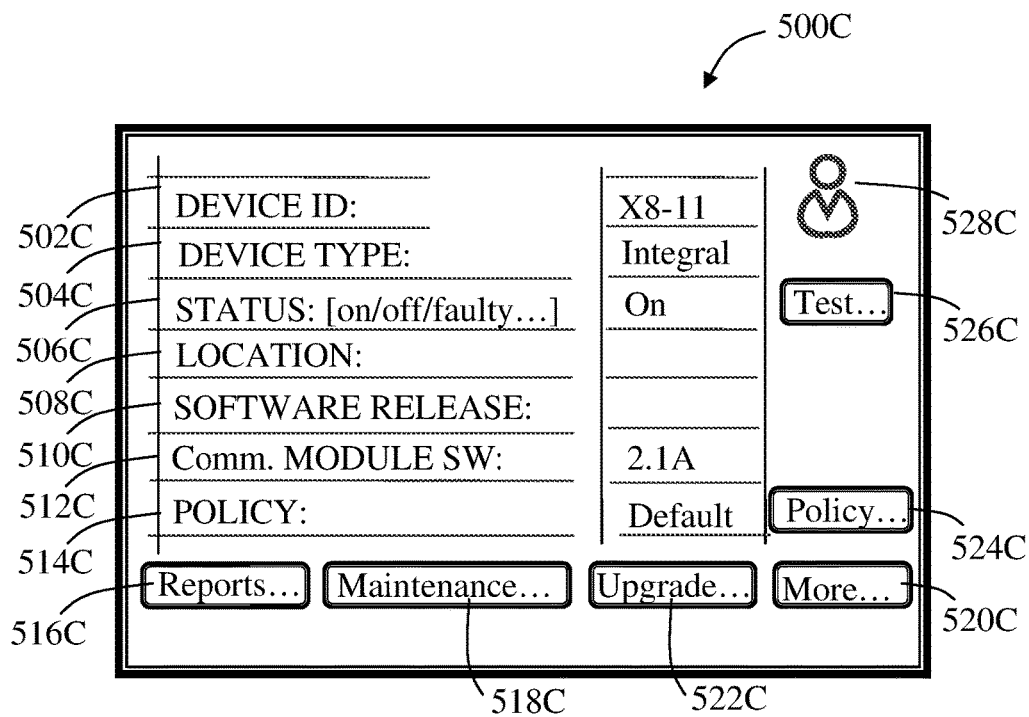 500C
DEVICE ID: X8-11
502C
528C
DEVICE TYPE: Integral
504C
STATUS: [on/off/faulty...] On Test...
506C
526C
LOCATION:
508C
SOFTWARE RELEASE:
510C
Comm. MODULE SW: 2.1A
512C
POLICY: Default Policy...
514C
524C
Reports... Maintenance... Upgrade... More...
516C
520C
518C
522C